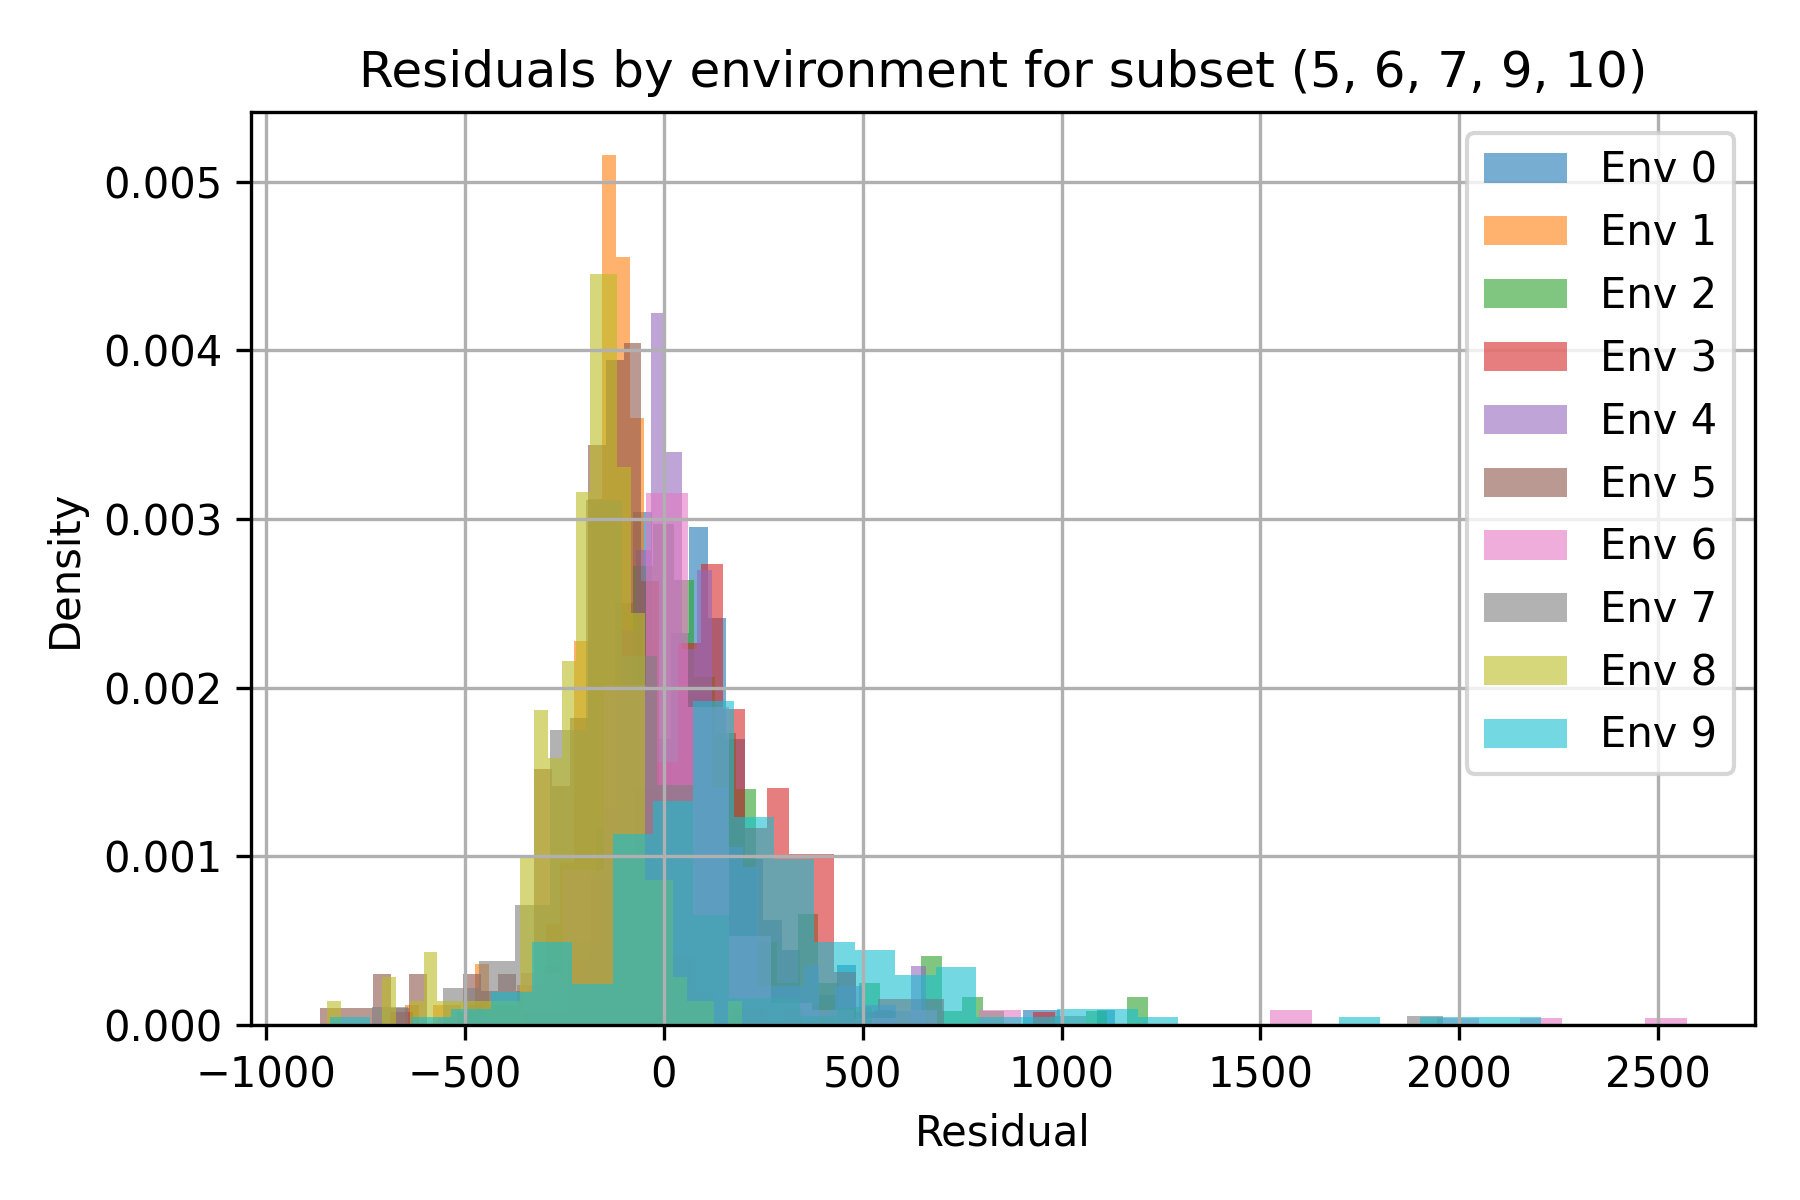 Residuals by environment for subset (5, 6, 7, 9, 10)
Density
0.005
0.004
0.003
0.002
0.001
0.000
−1000 −500 0 500 1000 1500 2000 2500
Residual
Env 0
Env 1
Env 2
Env 3
Env 4
Env 5
Env 6
Env 7
Env 8
Env 9